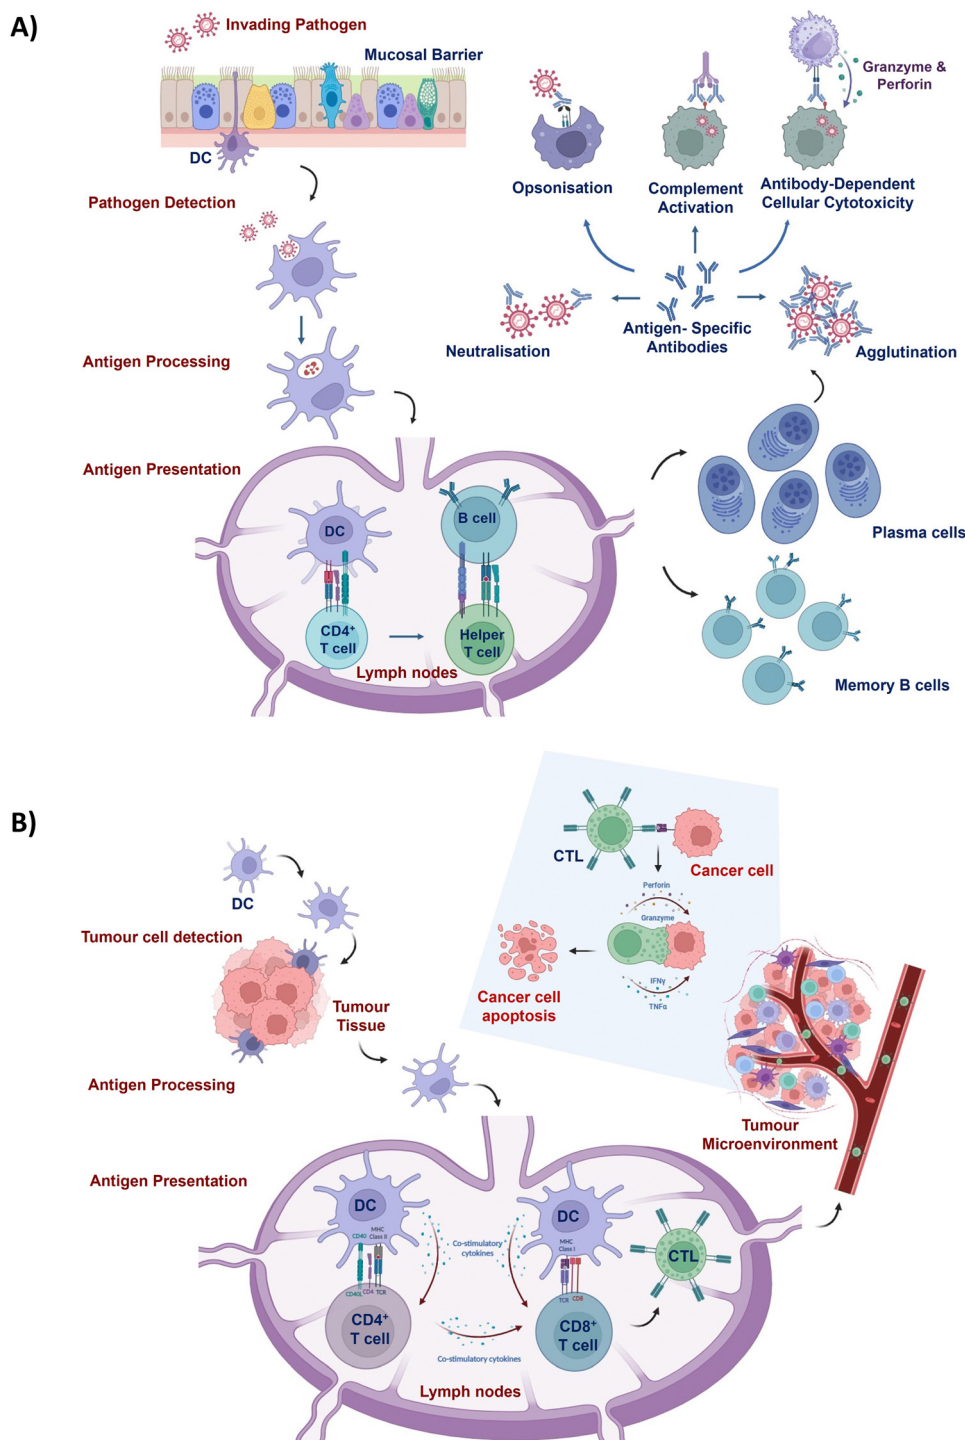 A)
Invading Pathogen
Mucosal Barrier
DC
Pathogen Detection
Granzyme &
Perforin
Opsonisation
Complement
Activation
Antibody-Dependent
Cellular Cytotoxicity
Neutralisation
Antigen- Specific
Antibodies
Agglutination
Antigen Processing
Antigen Presentation
DC
B cell
CD4+
T cell
Helper
T cell
Lymph nodes
Plasma cells
Memory B cells
B)
DC
Tumour cell detection
Tumour
Tissue
Antigen Processing
CTL
Cancer cell
Perforin
Granzyme
IFNγ
TNFα
Cancer cell
apoptosis
Tumour
Microenvironment
Antigen Presentation
DC
CD40
MHC
Class II
CD40L
CD4
TCR
CD4+
T cell
Co-stimulatory
cytokines
DC
MHC
Class I
TCR
CD8
CD8+
T cell
Co-stimulatory cytokines
CTL
Lymph nodes